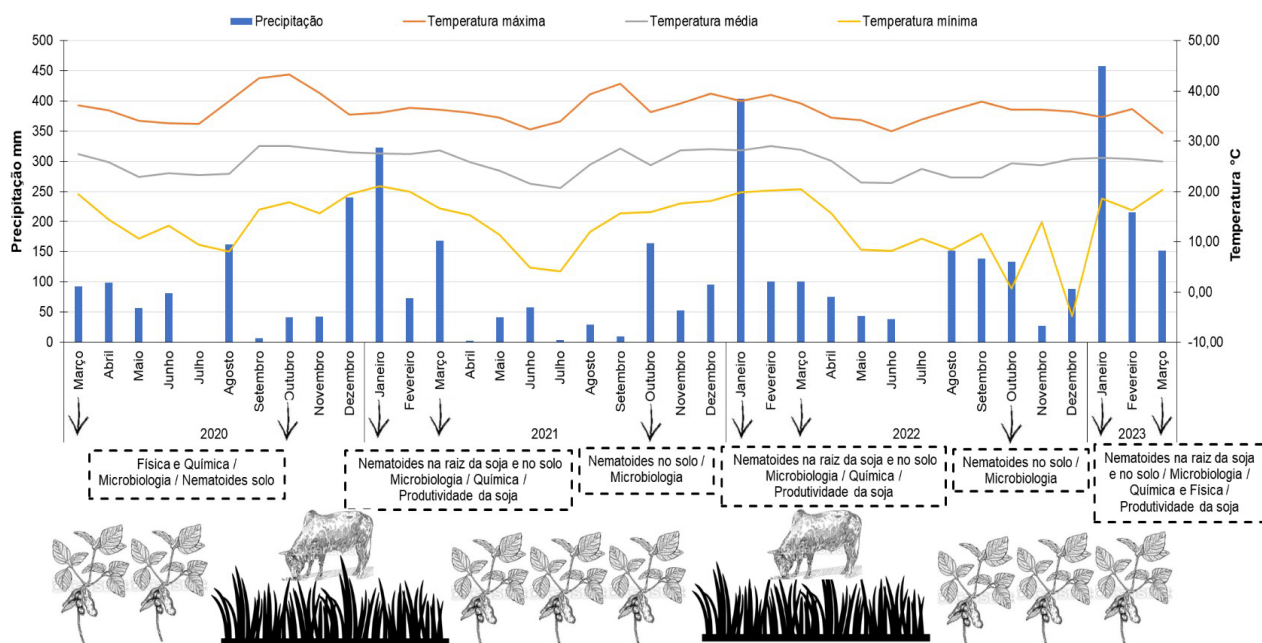 Precipitação
Temperatura máxima
Temperatura média
Temperatura mínima
Precipitação mm
500
450
400
350
300
250
200
150
100
50
0
50,00
40,00
30,00
20,00
10,00
0,00
-10,00
Temperatura °C
Março
Abril
Maio
Junho
Julho
Agosto
Setembro
Outubro
Novembro
Dezembro
Janeiro
Fevereiro
Março
Abril
Maio
Junho
Julho
Agosto
Setembro
Outubro
Novembro
Dezembro
Janeiro
Fevereiro
Março
Abril
Maio
Junho
Julho
Agosto
Setembro
Outubro
Novembro
Dezembro
Janeiro
Fevereiro
Março
2020
2021
2022
2023
Física e Química /
Microbiologia / Nematoides solo
Nematoides na raiz da soja e no solo
Microbiologia / Química /
Produtividade da soja
Nematoides no solo /
Microbiologia
Nematoides na raiz da soja e no solo
Microbiologia / Química /
Produtividade da soja
Nematoides no solo /
Microbiologia
Nematoides na raiz da soja
e no solo / Microbiologia /
Química e Física /
Produtividade da soja